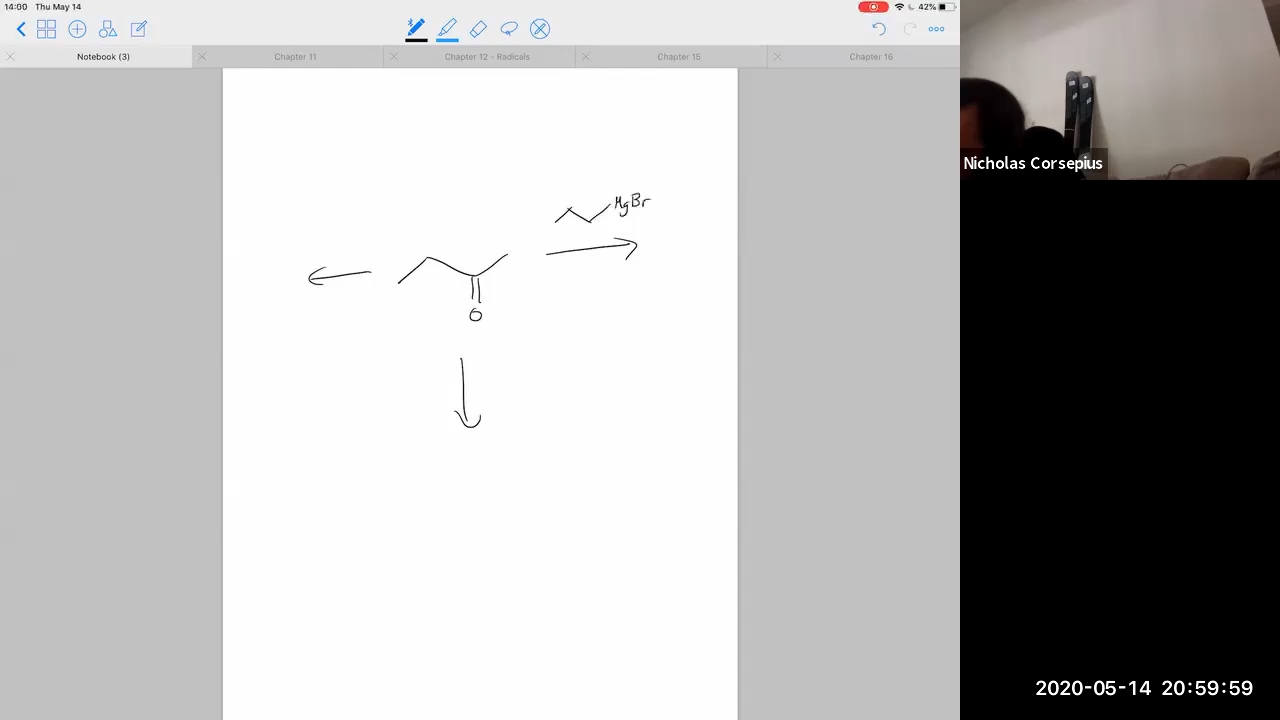 14:00 Thu May 14
42%
Notebook (3)
Chapter 11
Chapter 12 - Radicals
Chapter 15
Chapter 16
Nicholas Corsepius
MgBr
O
2020-05-14 20:59:59